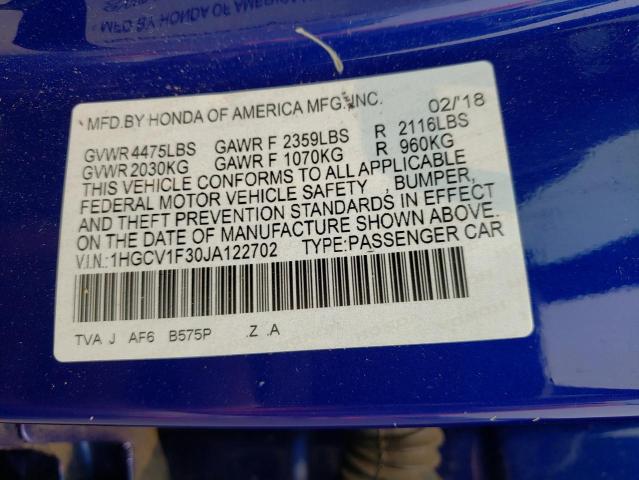 MFD.BY HONDA OF AMERICA MFG.,INC. 02/'18
GVWR 4475LBS GAWR F 2359LBS R 2116LBS
GVWR 2030KG GAWR F 1070KG R 960KG
THIS VEHICLE CONFORMS TO ALL APPLICABLE
FEDERAL MOTOR VEHICLE SAFETY , BUMPER,
AND THEFT PREVENTION STANDARDS IN EFFECT
ON THE DATE OF MANUFACTURE SHOWN ABOVE.
V.I.N.:1HGCV1F30JA122702 TYPE:PASSENGER CAR
TVA J AF6 B575P .Z .A